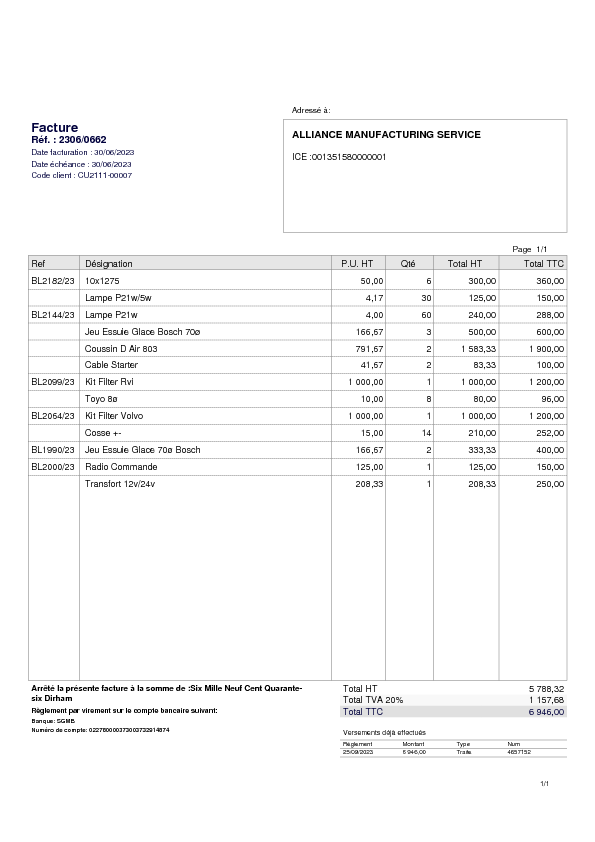 Adressé à:
Facture
Réf. : 2306/0662
Date facturation : 30/06/2023
Date échéance : 30/06/2023
Code client : CU2111-00007
ALLIANCE MANUFACTURING SERVICE
ICE :001351580000001
Page 1/1
Ref Désignation P.U. HT Qté Total HT Total TTC
BL2182/23 10x1275 50,00 6 300,00 360,00
Lampe P21w/5w 4,17 30 125,00 150,00
BL2144/23 Lampe P21w 4,00 60 240,00 288,00
Jeu Essuie Glace Bosch 70ø 166,67 3 500,00 600,00
Coussin D Air 803 791,67 2 1 583,33 1 900,00
Cable Starter 41,67 2 83,33 100,00
BL2099/23 Kit Filter Rvi 1 000,00 1 1 000,00 1 200,00
Toyo 8ø 10,00 8 80,00 96,00
BL2064/23 Kit Filter Volvo 1 000,00 1 1 000,00 1 200,00
Cosse +- 15,00 14 210,00 252,00
BL1990/23 Jeu Essuie Glace 70ø Bosch 166,67 2 333,33 400,00
BL2000/23 Radio Commande 125,00 1 125,00 150,00
Transfort 12v/24v 208,33 1 208,33 250,00
Arrêté la présente facture à la somme de :Six Mille Neuf Cent Quarante-
six Dirham
Règlement par virement sur le compte bancaire suivant:
Banque: SGMB
Numéro de compte:
Total HT 5 788,32
Total TVA 20% 1 157,68
Total TTC 6 946,00
Versements déjà effectués
Règlement Montant Type Num
25/09/2023 6 946,00 Traite 4657152
1/1